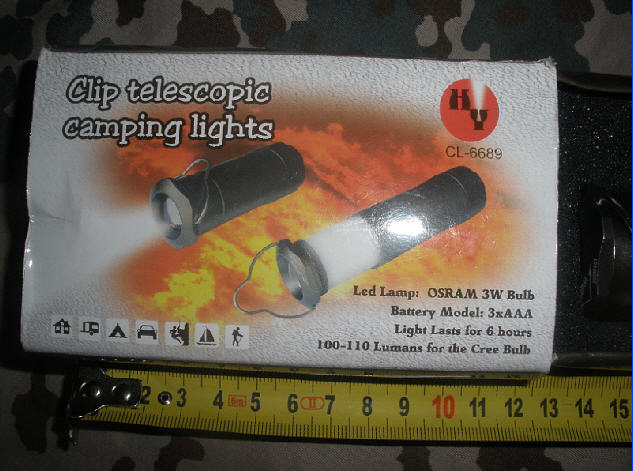 Clip telescopic
camping lights
HY
CL-6689
Led Lamp: OSRAM 3W Bulb
Battery Model: 3xAAA
Light Lasts for 6 hours
100-110 Lumans for the Cree Bulb
2 3 4 5 6 7 8 9 10 11 12 13 14 15